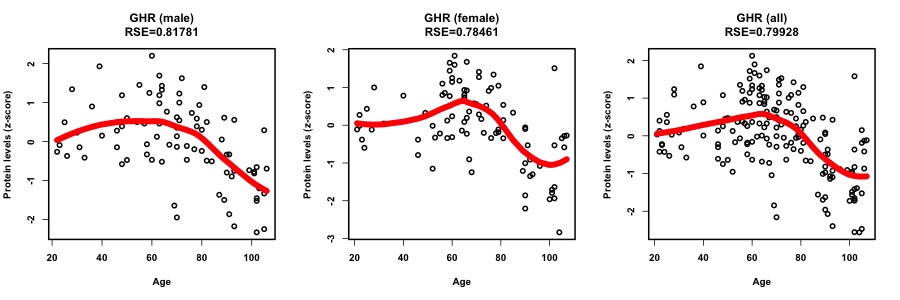 GHR (male)
RSE=0.81781
Protein levels (z-score)
2
1
0
-1
-2
20
40
60
80
100
Age
GHR (female)
RSE=0.78461
Protein levels (z-score)
2
1
0
-1
-2
-3
20
40
60
80
100
Age
GHR (all)
RSE=0.79928
Protein levels (z-score)
2
1
0
-1
-2
20
40
60
80
100
Age